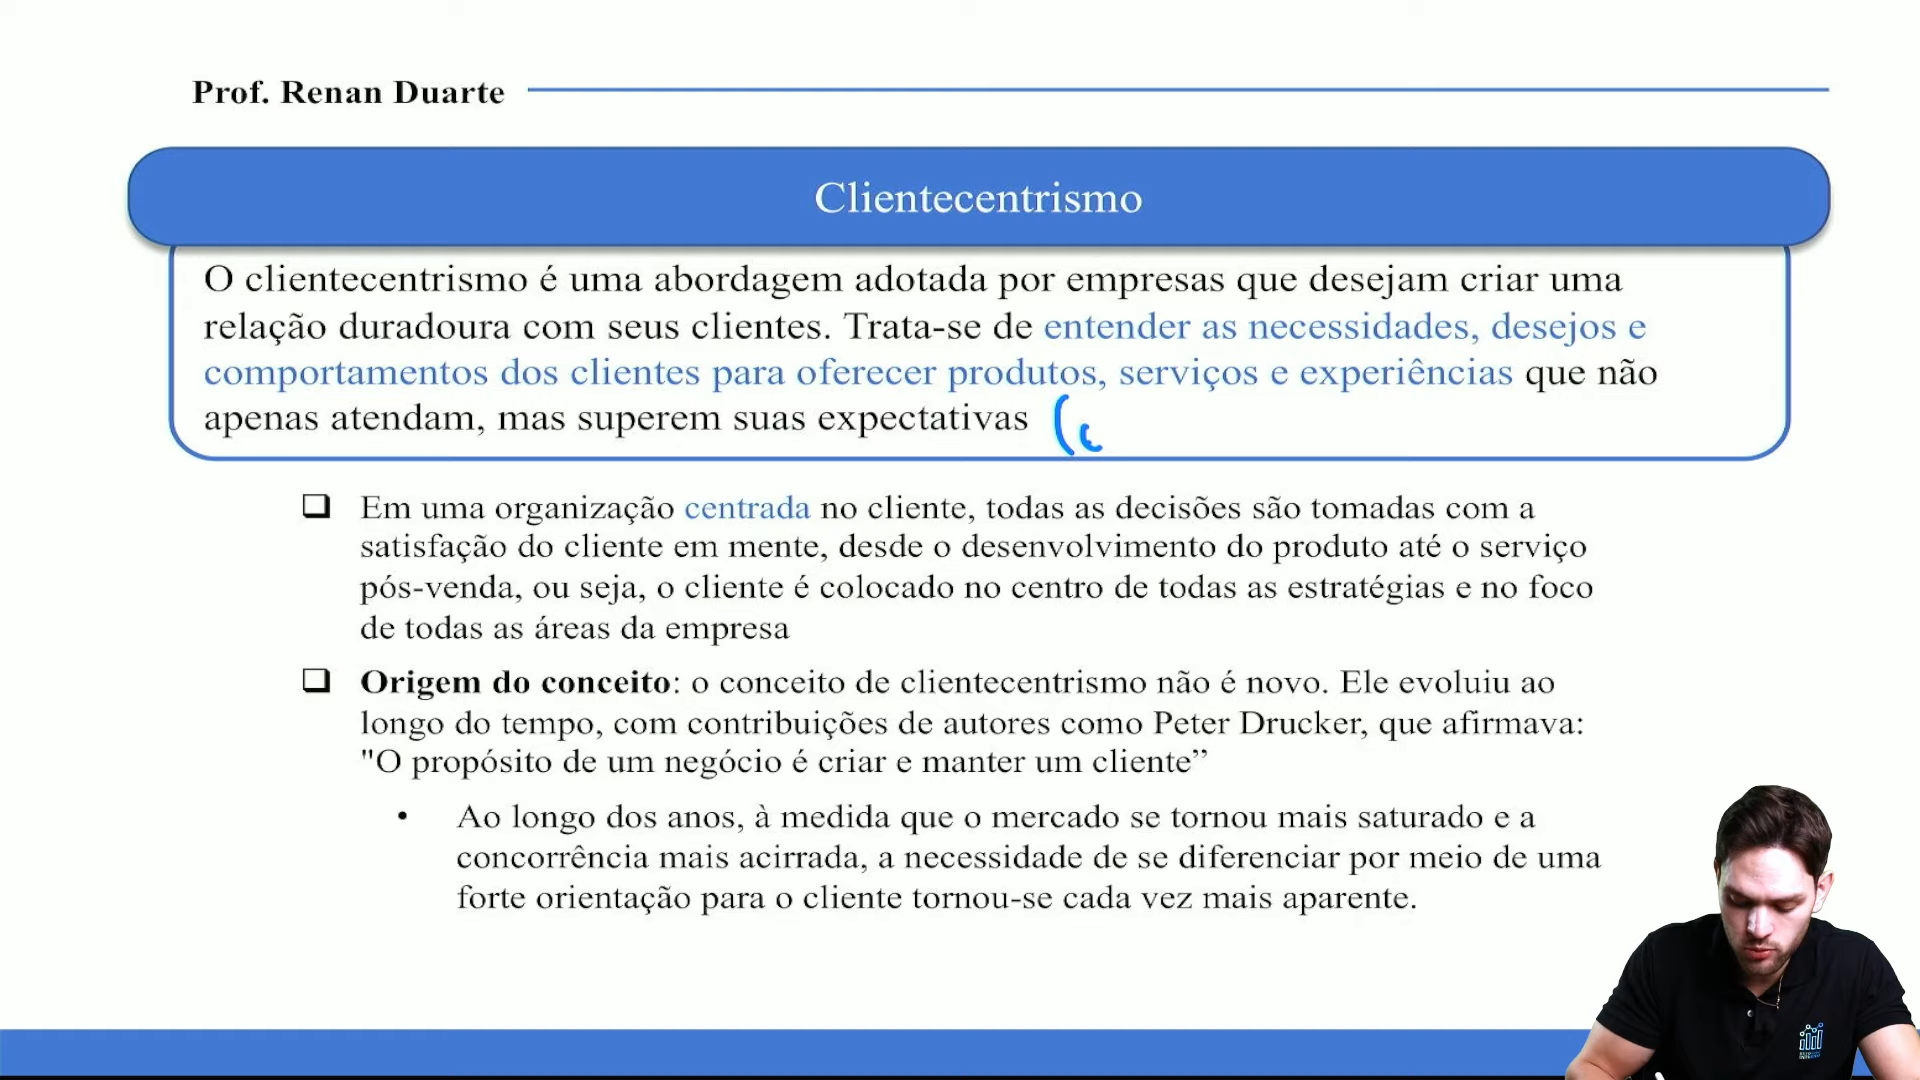 Prof. Renan Duarte
Clientecentrismo
O clientecentrismo é uma abordagem adotada por empresas que desejam criar uma
relação duradoura com seus clientes. Trata-se de entender as necessidades, desejos e
comportamentos dos clientes para oferecer produtos, serviços e experiências que não
apenas atendam, mas superem suas expectativas
❑ Em uma organização centrada no cliente, todas as decisões são tomadas com a
satisfação do cliente em mente, desde o desenvolvimento do produto até o serviço
pós-venda, ou seja, o cliente é colocado no centro de todas as estratégias e no foco
de todas as áreas da empresa
❑ Origem do conceito: o conceito de clientecentrismo não é novo. Ele evoluiu ao
longo do tempo, com contribuições de autores como Peter Drucker, que afirmava:
"O propósito de um negócio é criar e manter um cliente”
• Ao longo dos anos, à medida que o mercado se tornou mais saturado e a
concorrência mais acirrada, a necessidade de se diferenciar por meio de uma
forte orientação para o cliente tornou-se cada vez mais aparente.